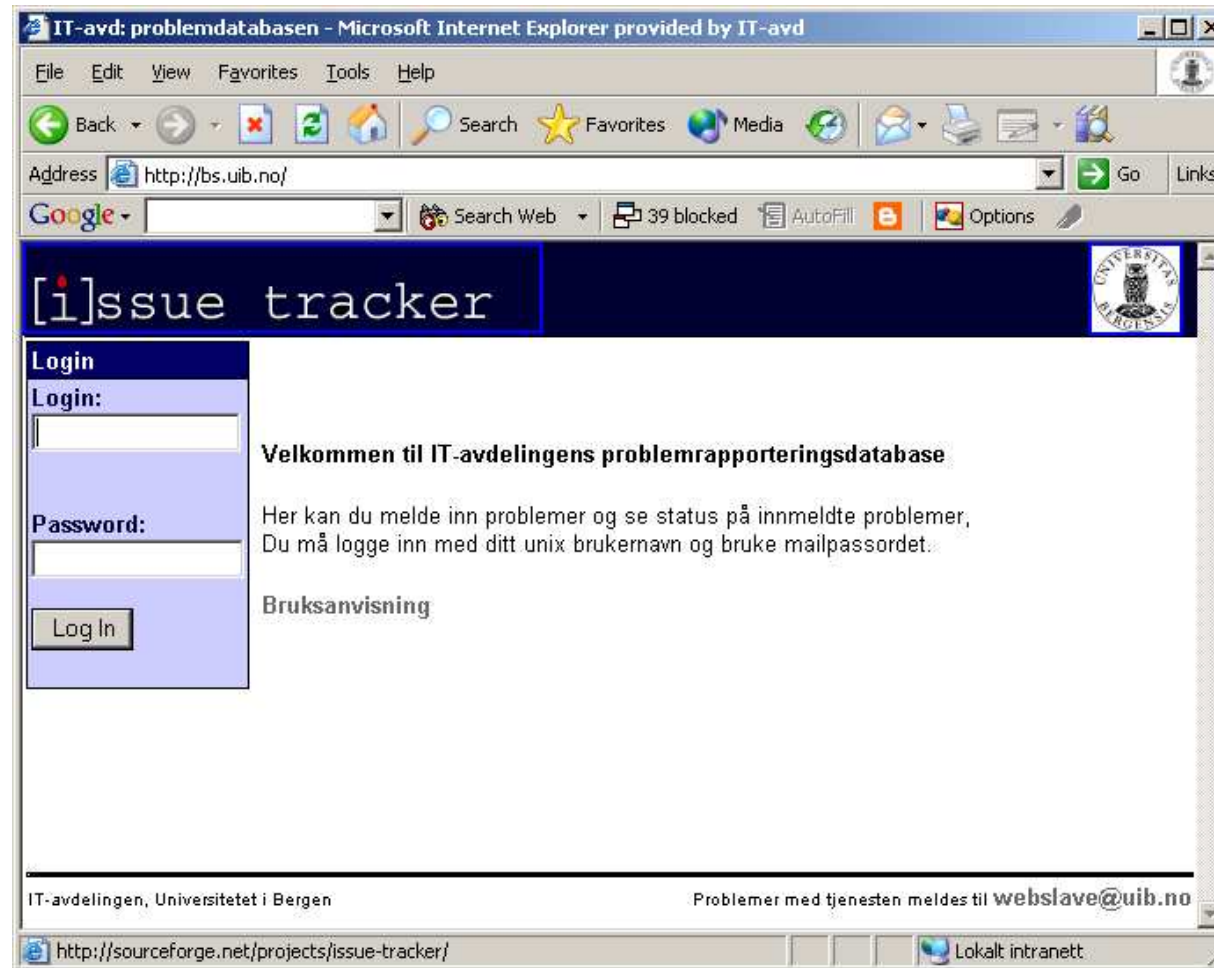 IT-avd: problemdatabasen - Microsoft Internet Explorer provided by IT-avd
File Edit View Favorites Tools Help
Back Search Favorites Media
Address http://bs.uib.no/ Go Links
Google Search Web 39 blocked AutoFill Options
[i]ssue tracker
UNIVERSITAS BERGENSIS
Login
Login:
Velkommen til IT-avdelingens problemrapporteringsdatabase
Her kan du melde inn problemer og se status på innmeldte problemer,
Password:
Du må logge inn med ditt unix brukernavn og bruke mailpassordet.
Bruksanvisning
Log In
IT-avdelingen, Universitetet i Bergen Problemer med tjenesten meldes til webslave@uib.no
http://sourceforge.net/projects/issue-tracker/ Lokalt intranett